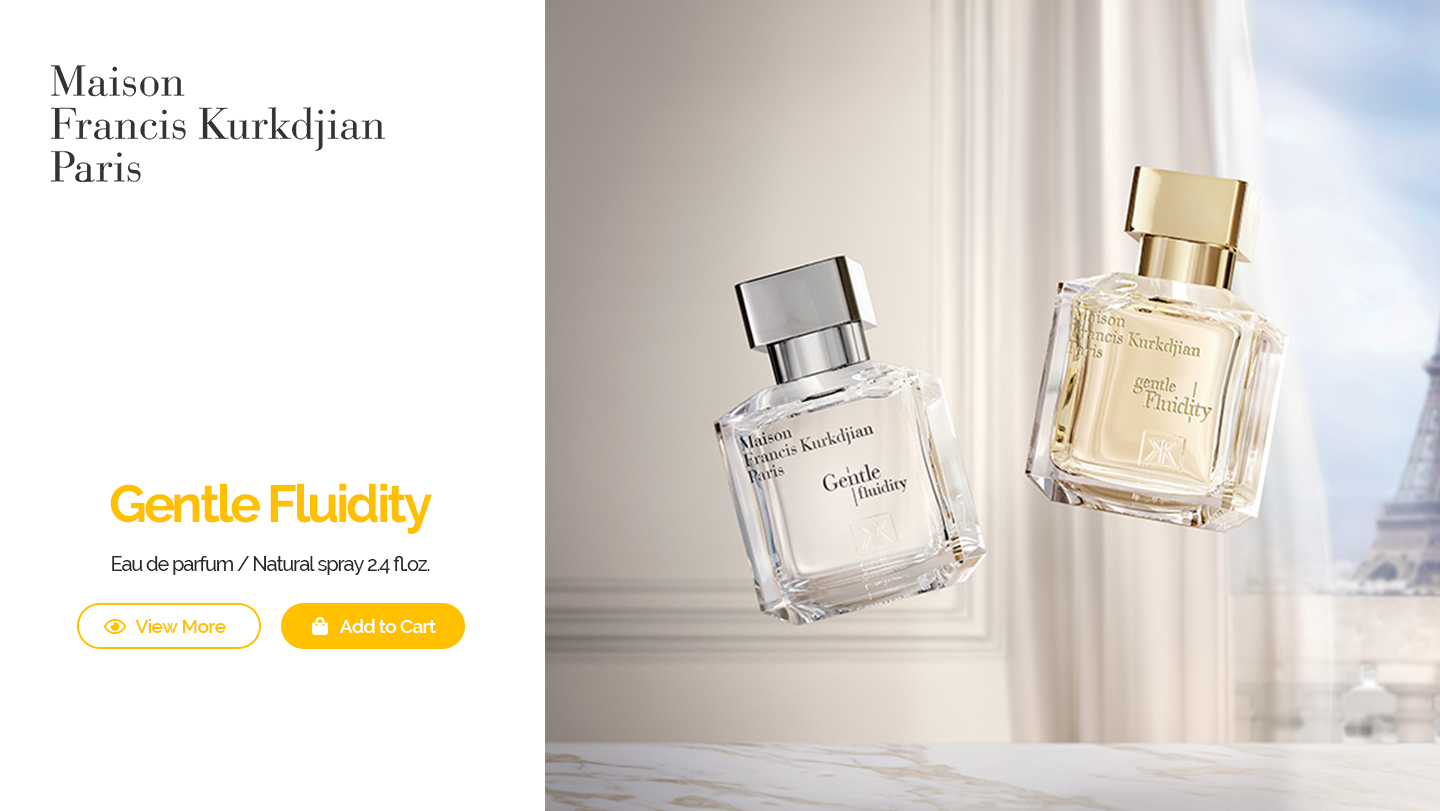 Maison
Francis Kurkdjian
Paris
Gentle Fluidity
Eau de parfum / Natural spray 2.4 fl.oz.
View More
Add to Cart
Maison
Francis Kurkdjian
Paris
Gentle
fluidity
Maison
Francis Kurkdjian
Paris
gentle
Fluidity